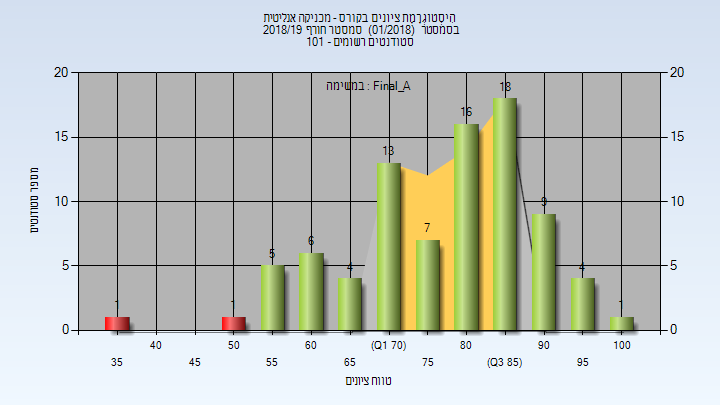 היסטוגרמת ציונים בקורס - מכניקה אנליטית
בסמסטר (01/2018) סמסטר חורף 2018/19
סטודנטים רשומים - 101
במשימה : Final_A
20 20
15 15
10 10
5 5
0 0
1 1 5 6 4 13 7 16 18 9 4 1
מספר סטודנטים
40 50 60 (Q1 70) 80 90 100
35 45 55 65 75 (Q3 85) 95
טווח ציונים